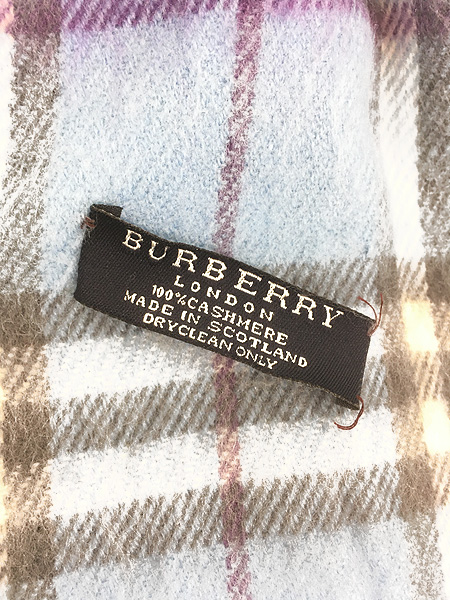 BURBERRY
LONDON
100%CASHMERE
MADE IN SCOTLAND
DRYCLEAN ONLY